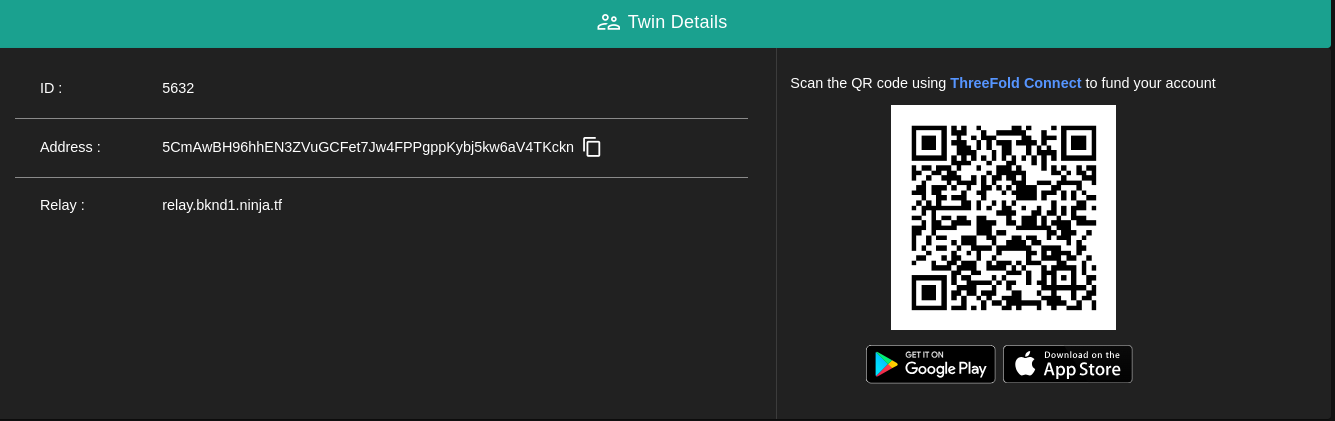 Twin Details
ID : 5632
Address : 5CmAwBH96hhEN3ZVuGCFet7Jw4FPPgppKybj5kw6aV4TKckn
Relay : relay.bknd1.ninja.tf
Scan the QR code using ThreeFold Connect to fund your account
GET IT ON
Google Play
Download on the
App Store